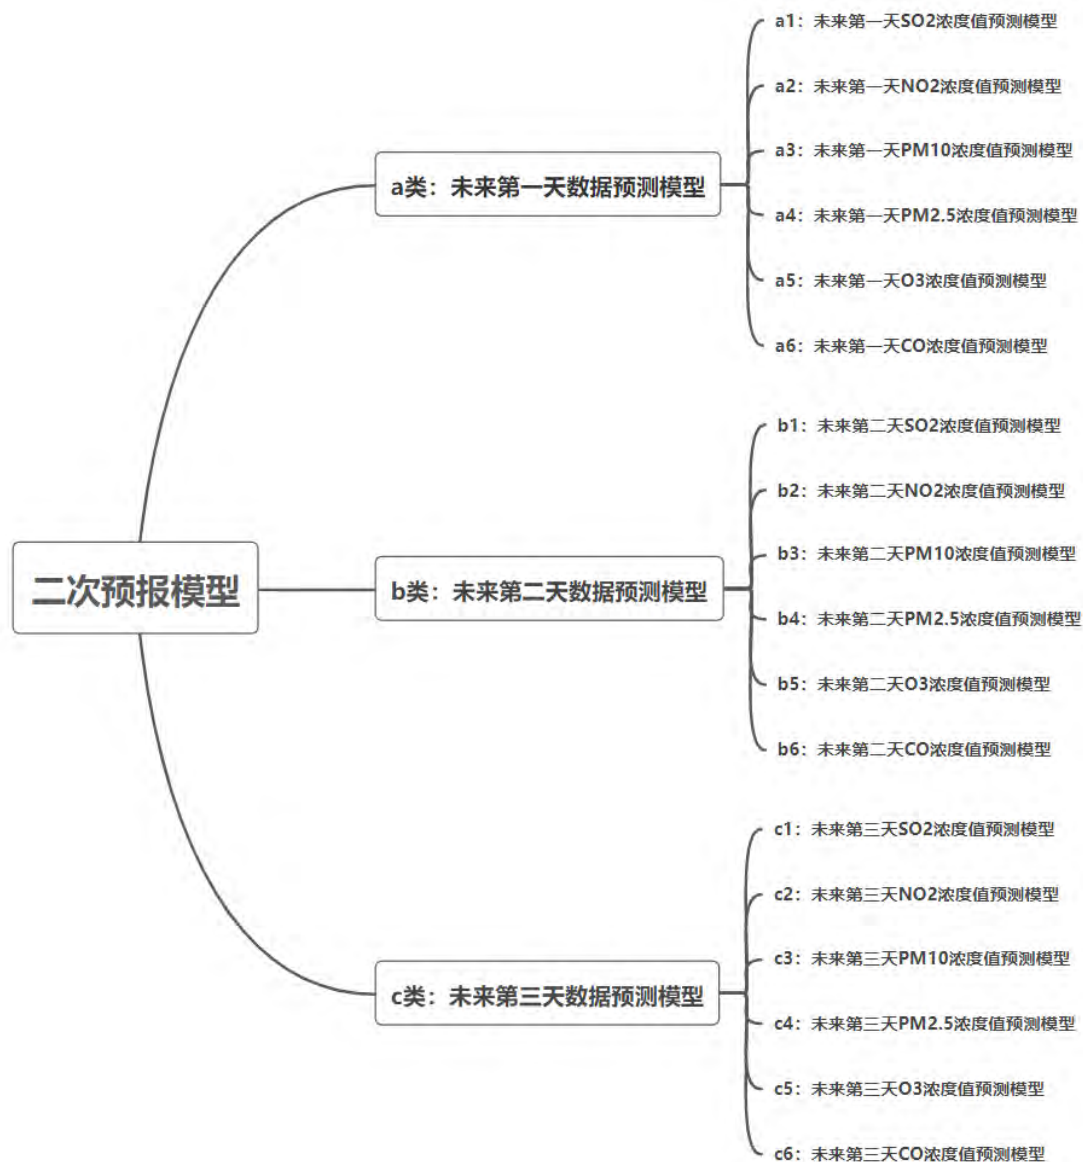 二次预报模型
a类：未来第一天数据预测模型
a1：未来第一天SO2浓度值预测模型
a2：未来第一天NO2浓度值预测模型
a3：未来第一天PM10浓度值预测模型
a4：未来第一天PM2.5浓度值预测模型
a5：未来第一天O3浓度值预测模型
a6：未来第一天CO浓度值预测模型
b类：未来第二天数据预测模型
b1：未来第二天SO2浓度值预测模型
b2：未来第二天NO2浓度值预测模型
b3：未来第二天PM10浓度值预测模型
b4：未来第二天PM2.5浓度值预测模型
b5：未来第二天O3浓度值预测模型
b6：未来第二天CO浓度值预测模型
c类：未来第三天数据预测模型
c1：未来第三天SO2浓度值预测模型
c2：未来第三天NO2浓度值预测模型
c3：未来第三天PM10浓度值预测模型
c4：未来第三天PM2.5浓度值预测模型
c5：未来第三天O3浓度值预测模型
c6：未来第三天CO浓度值预测模型